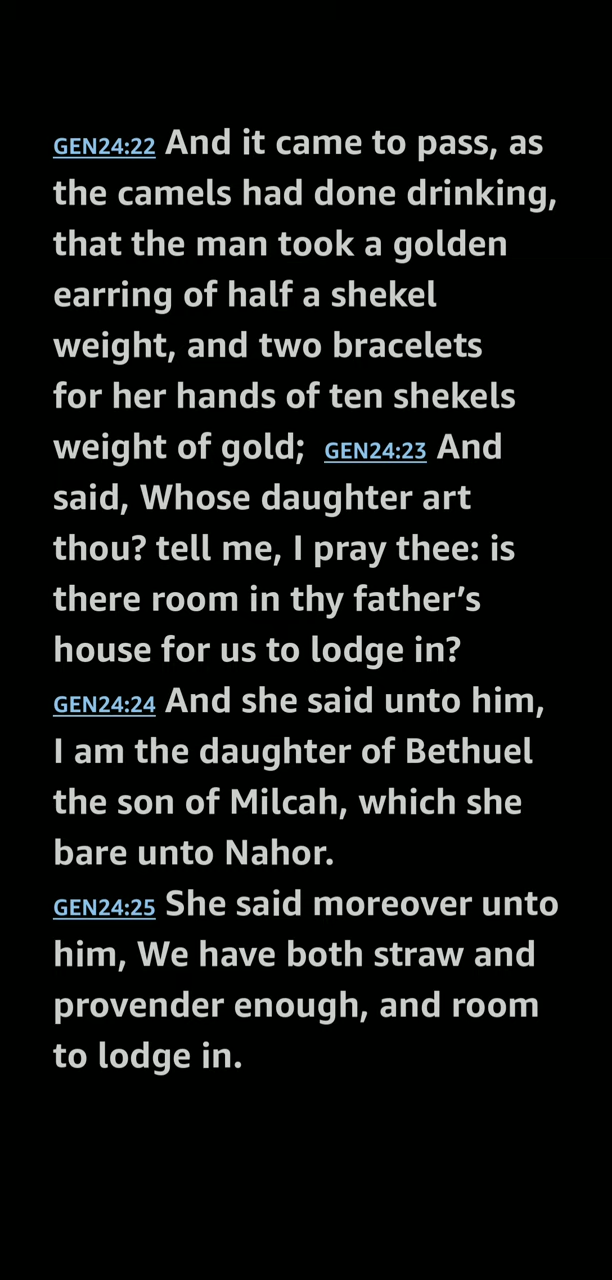 GEN24:22 And it came to pass, as
the camels had done drinking,
that the man took a golden
earring of half a shekel
weight, and two bracelets
for her hands of ten shekels
weight of gold; GEN24:23 And
said, Whose daughter art
thou? tell me, I pray thee: is
there room in thy father’s
house for us to lodge in?
GEN24:24 And she said unto him,
I am the daughter of Bethuel
the son of Milcah, which she
bare unto Nahor.
GEN24:25 She said moreover unto
him, We have both straw and
provender enough, and room
to lodge in.